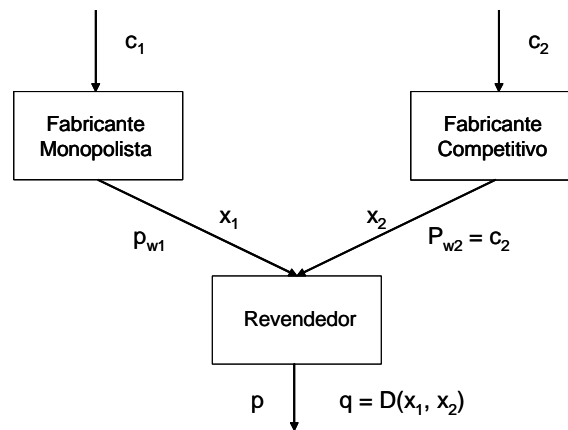 c1
c2
Fabricante
Monopolista
Fabricante
Competitivo
x1
x2
pw1
Pw2 = c2
Revendedor
p
q = D(x1, x2)